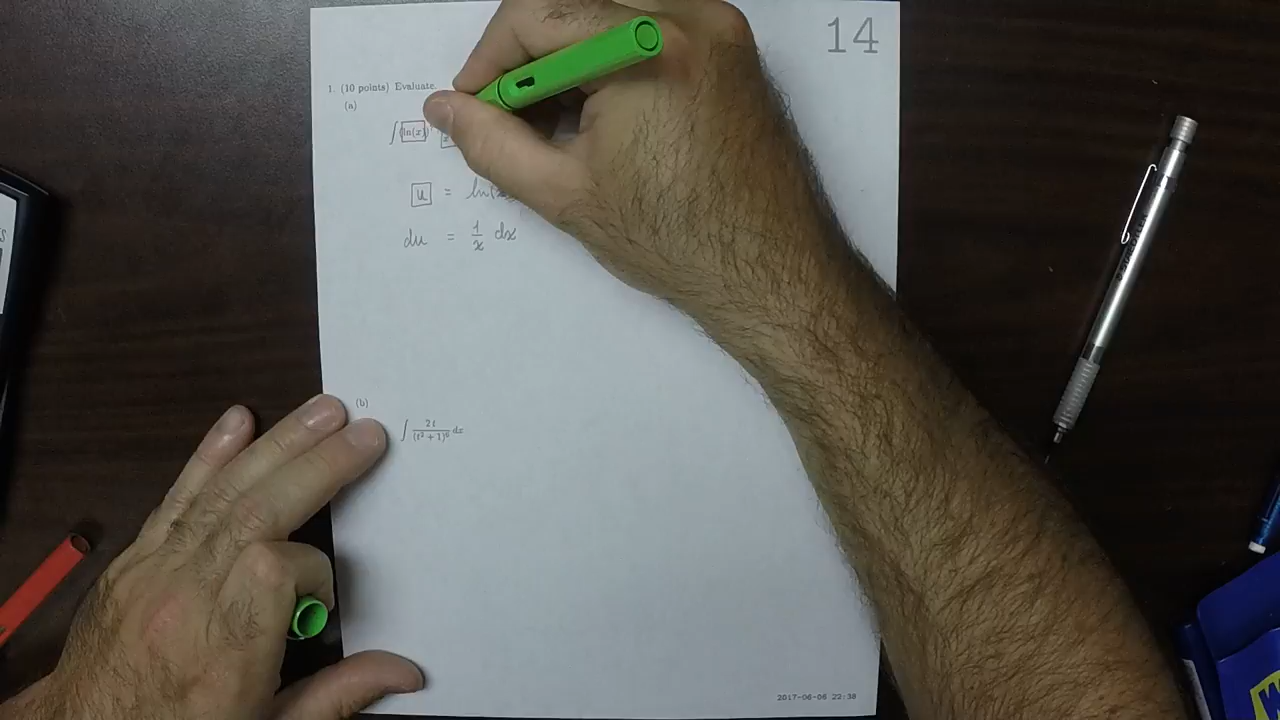 14
1. (10 points) Evaluate.
(a)
∫(ln(x))
u = ln(x
du = 1/x dx
(b)
∫ 2t/(t² + 1)⁶ dx
2017-06-06 22:38